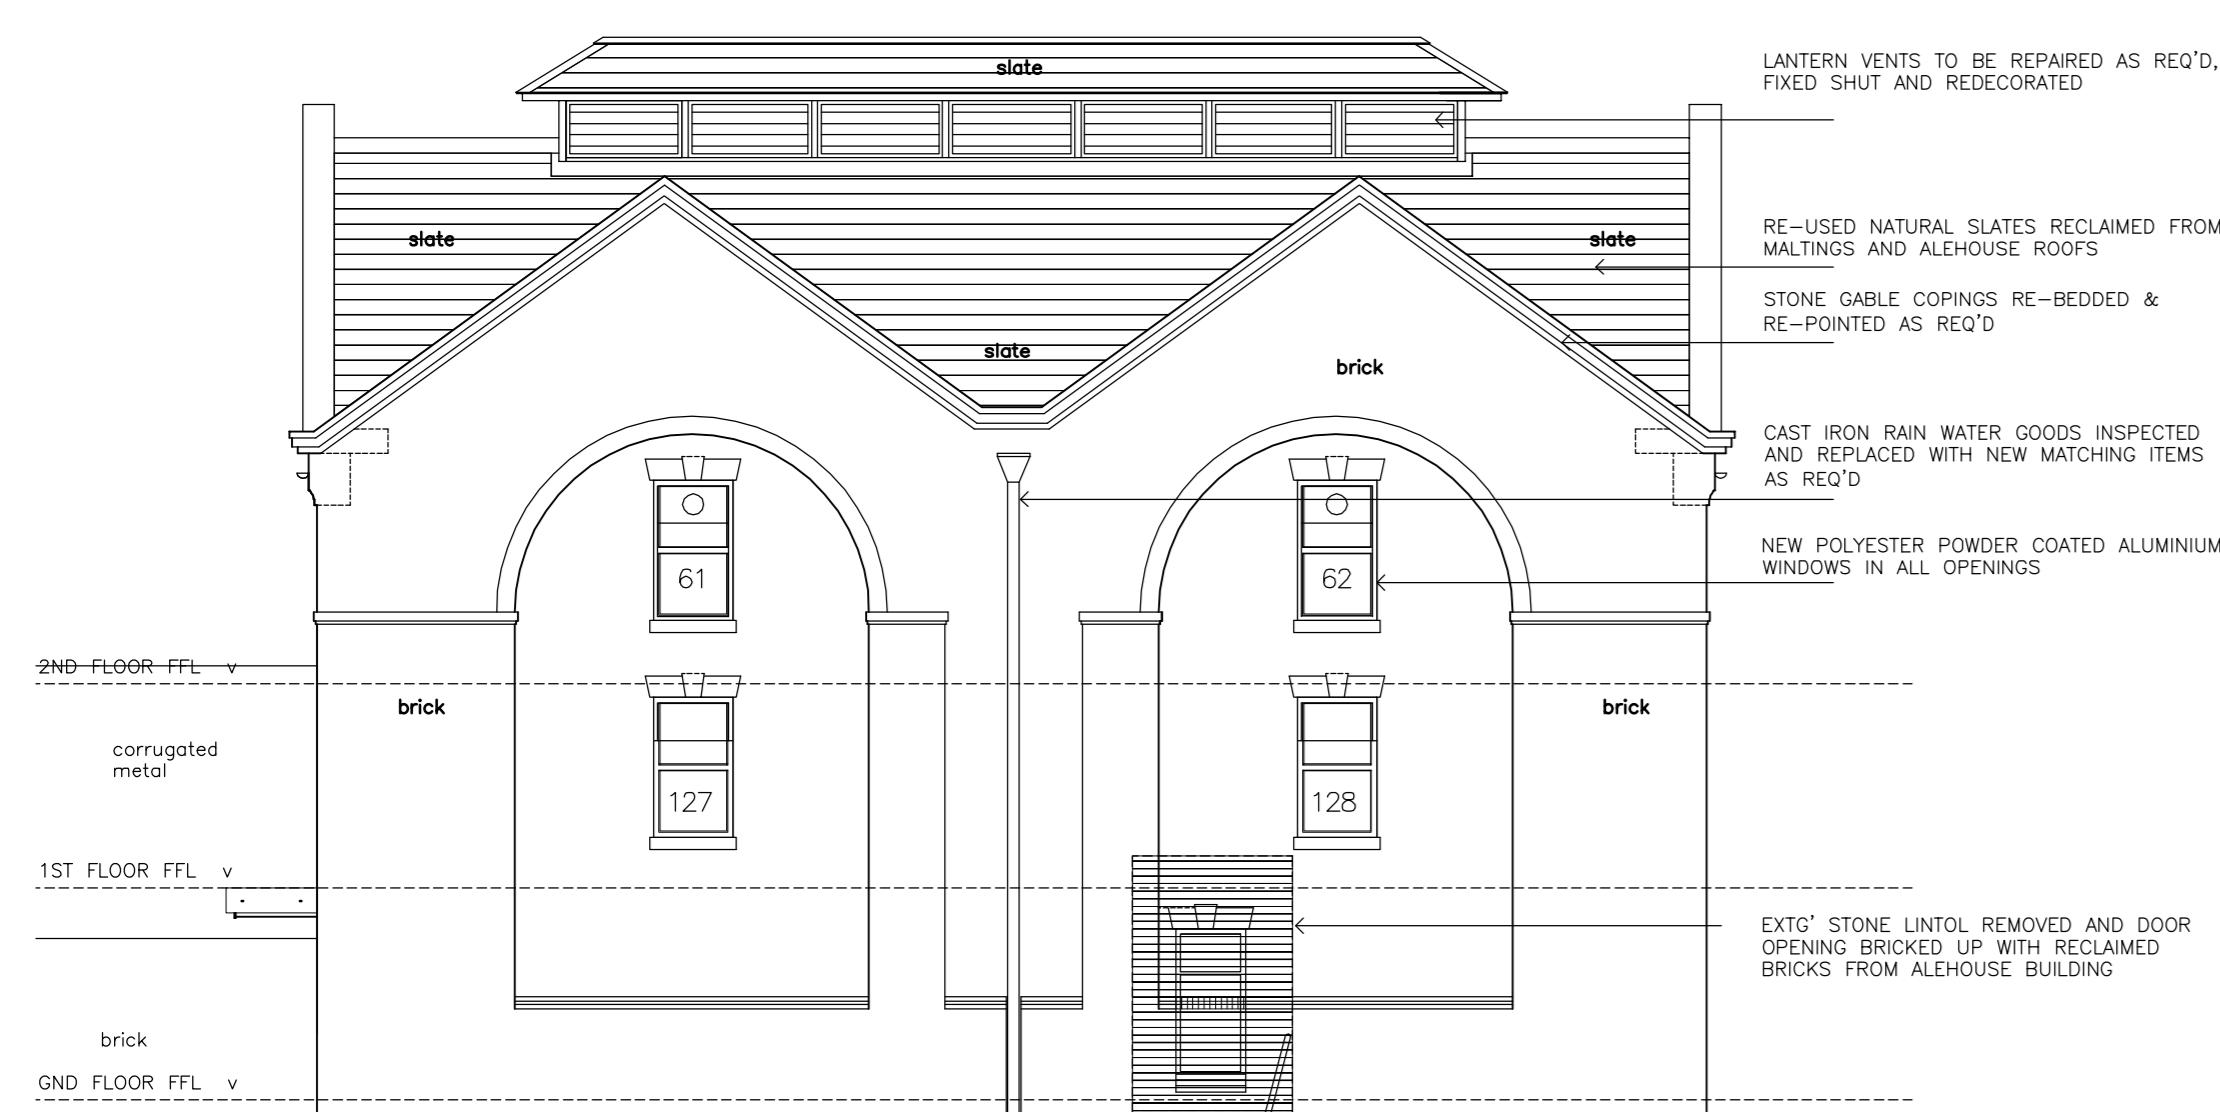 slate
LANTERN VENTS TO BE REPAIRED AS REQ'D,
FIXED SHUT AND REDECORATED
slate
slate
RE-USED NATURAL SLATES RECLAIMED FROM
MALTINGS AND ALEHOUSE ROOFS
STONE GABLE COPINGS RE-BEDDED &
RE-POINTED AS REQ'D
slate
brick
CAST IRON RAIN WATER GOODS INSPECTED
AND REPLACED WITH NEW MATCHING ITEMS
AS REQ'D
NEW POLYESTER POWDER COATED ALUMINIUM
WINDOWS IN ALL OPENINGS
61
62
2ND FLOOR FFL v
brick
brick
corrugated
metal
127
128
1ST FLOOR FFL v
EXTG' STONE LINTOL REMOVED AND DOOR
OPENING BRICKED UP WITH RECLAIMED
BRICKS FROM ALEHOUSE BUILDING
brick
GND FLOOR FFL v